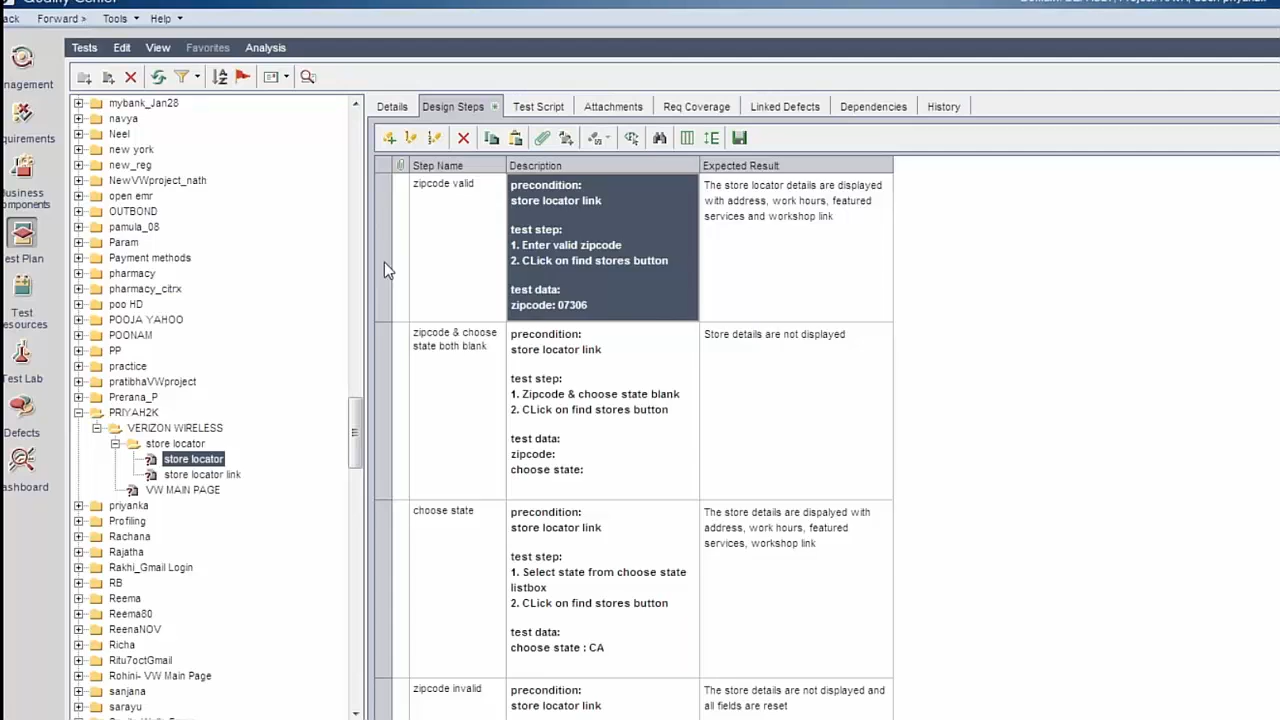 Quality Center
ack Forward > Tools Help
Tests Edit View Favorites Analysis
nagement
quirements
usiness
omponents
est Plan
Test
esources
Test Lab
Defects
ashboard
mybank_Jan28
navya
Neel
new york
new_reg
NewVWproject_nath
open emr
OUTBOND
pamula_08
Param
Payment methods
pharmacy
pharmacy_citrx
poo HD
POOJA YAHOO
POONAM
PP
practice
pratibhaVWproject
Prerana_P
PRIYAH2K
VERIZON WIRELESS
store locator
store locator
store locator link
VW MAIN PAGE
priyanka
Profiling
Rachana
Rajatha
Rakhi_Gmail Login
RB
Reema
Reema80
ReenaNOV
Richa
Ritu7octGmail
Rohini- VW Main Page
sanjana
sarayu
Details Design Steps Test Script Attachments Req Coverage Linked Defects Dependencies History
Step Name Description Expected Result
zipcode valid
precondition:
store locator link
test step:
1. Enter valid zipcode
2. CLick on find stores button
test data:
zipcode: 07306
The store locator details are displayed
with address, work hours, featured
services and workshop link
zipcode & choose
state both blank
precondition:
store locator link
test step:
1. Zipcode & choose state blank
2. CLick on find stores button
test data:
zipcode:
choose state:
Store details are not displayed
choose state
precondition:
store locator link
test step:
1. Select state from choose state
listbox
2. CLick on find stores button
test data:
choose state : CA
The store details are dispalyed with
address, work hours, featured
services, workshop link
zipcode invalid
precondition:
store locator link
The store details are not displayed and
all fields are reset